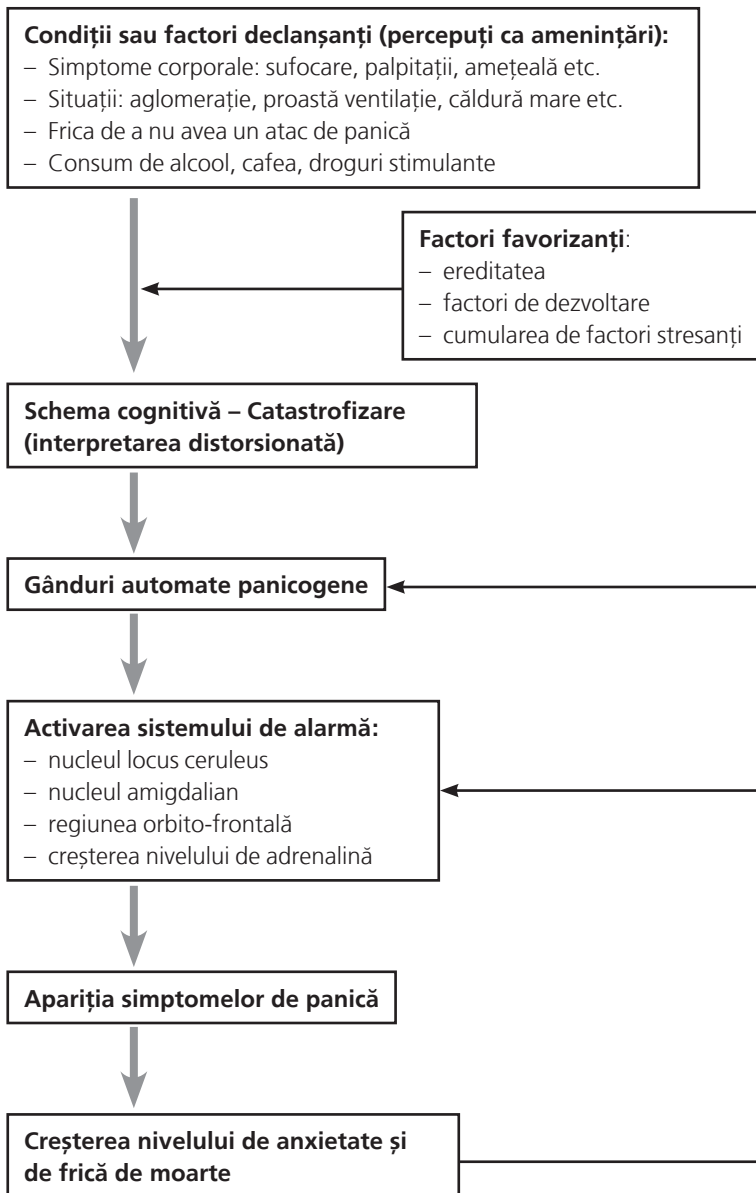 Condiții sau factori declanșanți (percepuți ca amenințări):
– Simptome corporale: sufocare, palpitații, amețeală etc.
– Situații: aglomerație, proastă ventilație, căldură mare etc.
– Frica de a nu avea un atac de panică
– Consum de alcool, cafea, droguri stimulante
Factori favorizanți:
– ereditatea
– factori de dezvoltare
– cumularea de factori stresanți
Schema cognitivă – Catastrofizare
(interpretarea distorsionată)
Gânduri automate panicogene
Activarea sistemului de alarmă:
– nucleul locus ceruleus
– nucleul amigdalian
– regiunea orbito-frontală
– creșterea nivelului de adrenalină
Apariția simptomelor de panică
Creșterea nivelului de anxietate și
de frică de moarte